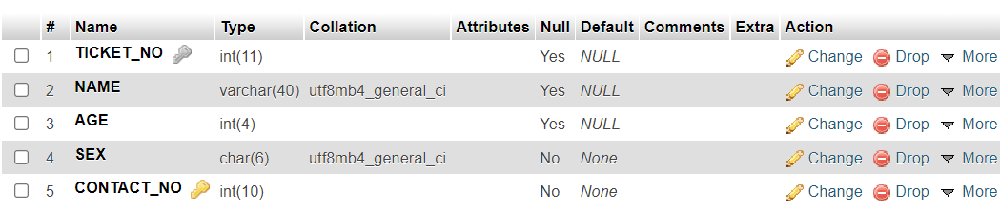 # Name Type Collation Attributes Null Default Comments Extra Action
1 TICKET_NO int(11) Yes NULL Change Drop More
2 NAME varchar(40) utf8mb4_general_ci Yes NULL Change Drop More
3 AGE int(4) Yes NULL Change Drop More
4 SEX char(6) utf8mb4_general_ci No None Change Drop More
5 CONTACT_NO int(10) No None Change Drop More